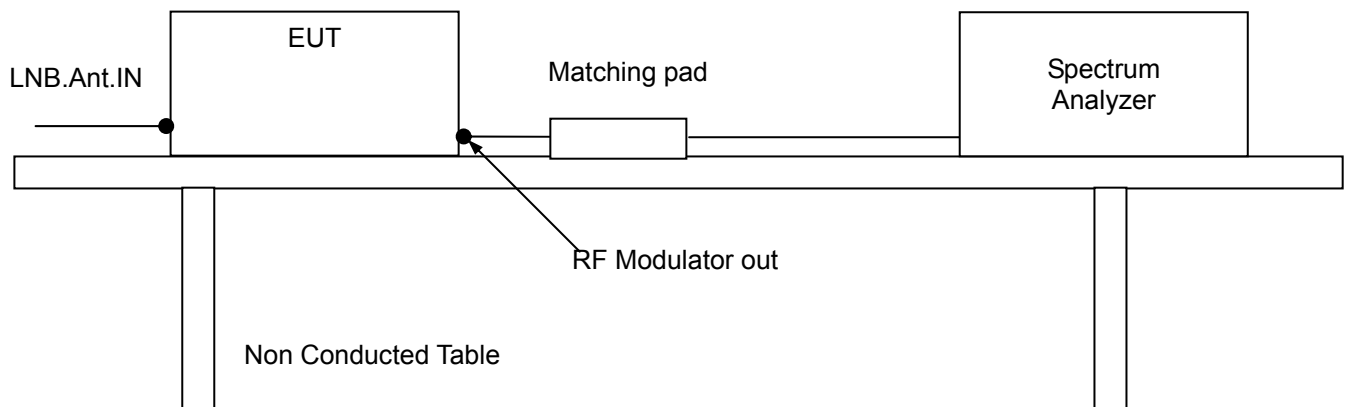 EUT
LNB.Ant.IN
Matching pad
Spectrum
Analyzer
RF Modulator out
Non Conducted Table